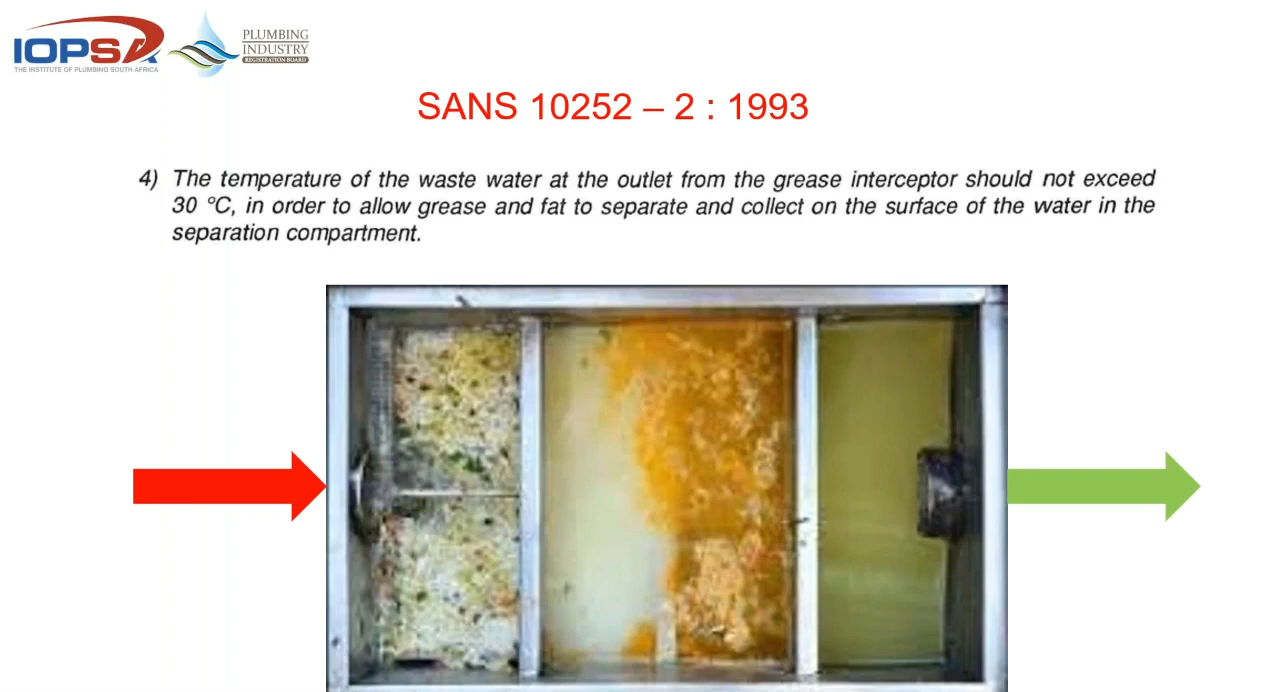 IOPSA
THE INSTITUTE OF PLUMBING SOUTH AFRICA
PLUMBING
INDUSTRY
REGISTRATION BOARD
SANS 10252 – 2 : 1993
4) The temperature of the waste water at the outlet from the grease interceptor should not exceed
30 °C, in order to allow grease and fat to separate and collect on the surface of the water in the
separation compartment.